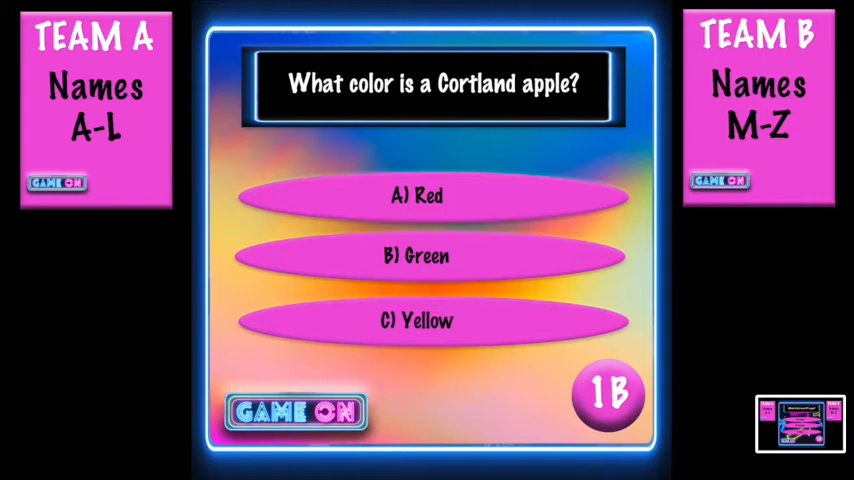 TEAM A
Names
A-L
GAME ON
What color is a Cortland apple?
A) Red
B) Green
C) Yellow
GAME ON
1B
TEAM B
Names
M-Z
GAME ON